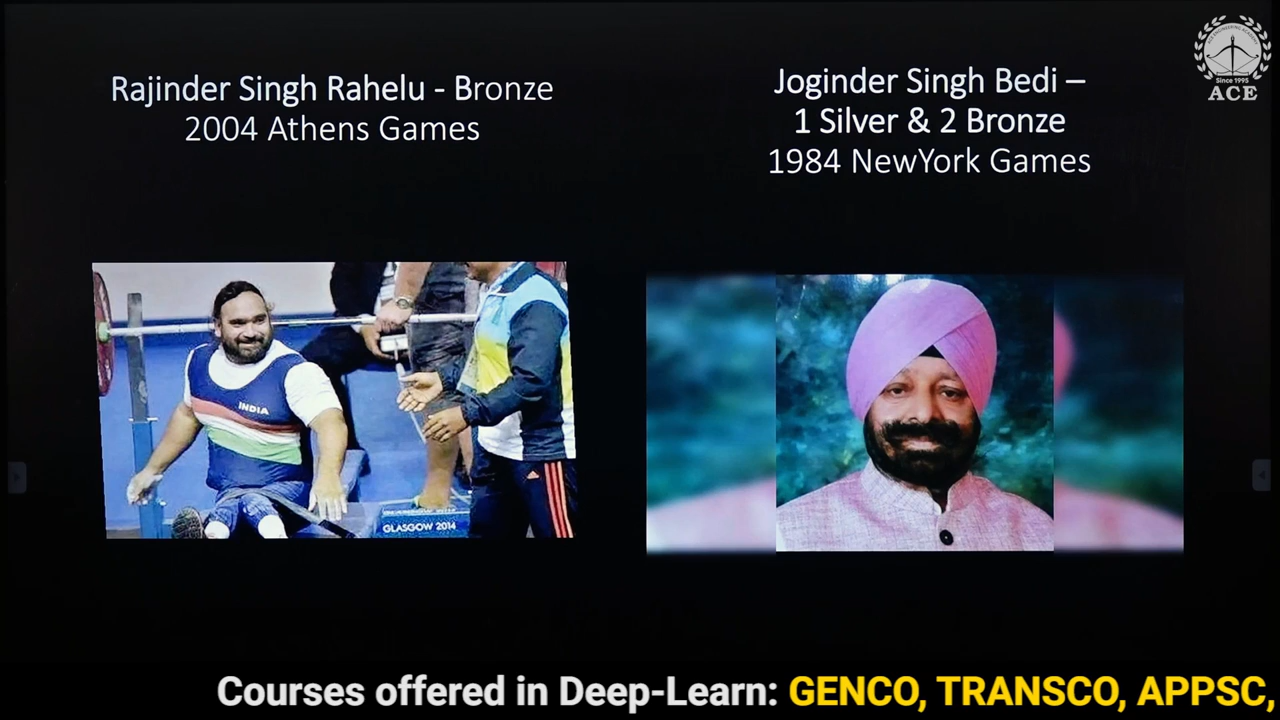 Rajinder Singh Rahelu - Bronze
2004 Athens Games
Joginder Singh Bedi –
1 Silver & 2 Bronze
1984 NewYork Games
Since 1995
ACE
INDIA
GLASGOW 2014
Courses offered in Deep-Learn: GENCO, TRANSCO, APPSC,